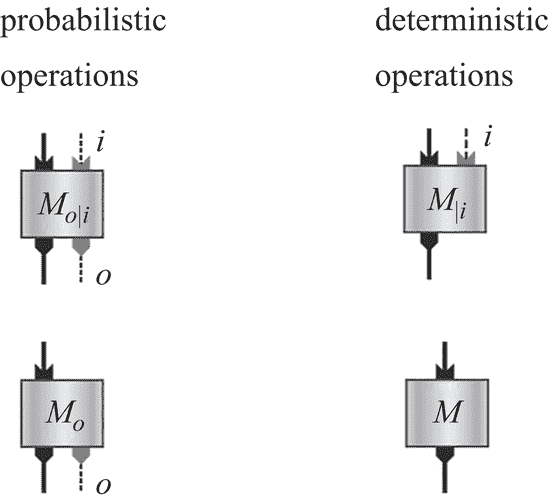 probabilistic
operations
deterministic
operations
i
M_{o|i}
o
i
M_{|i}
M_o
o
M